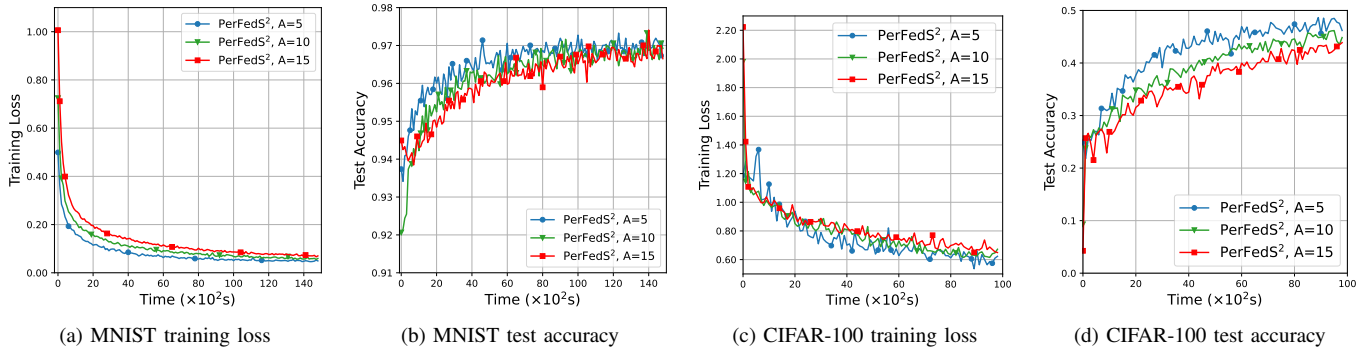 1.00
0.80
0.60
0.40
0.20
0.00
Training Loss
0 20 40 60 80 100 120 140
Time (×10²s)
PerFedS², A=5
PerFedS², A=10
PerFedS², A=15
(a) MNIST training loss
0.98
0.97
0.96
0.95
0.94
0.93
0.92
0.91
Test Accuracy
0 20 40 60 80 100 120 140
Time (×10²s)
PerFedS², A=5
PerFedS², A=10
PerFedS², A=15
(b) MNIST test accuracy
2.20
2.00
1.80
1.60
1.40
1.20
1.00
0.80
0.60
Training Loss
0 20 40 60 80 100
Time (×10²s)
PerFedS², A=5
PerFedS², A=10
PerFedS², A=15
(c) CIFAR-100 training loss
0.5
0.4
0.3
0.2
0.1
0.0
Test Accuracy
0 20 40 60 80 100
Time (×10²s)
PerFedS², A=5
PerFedS², A=10
PerFedS², A=15
(d) CIFAR-100 test accuracy